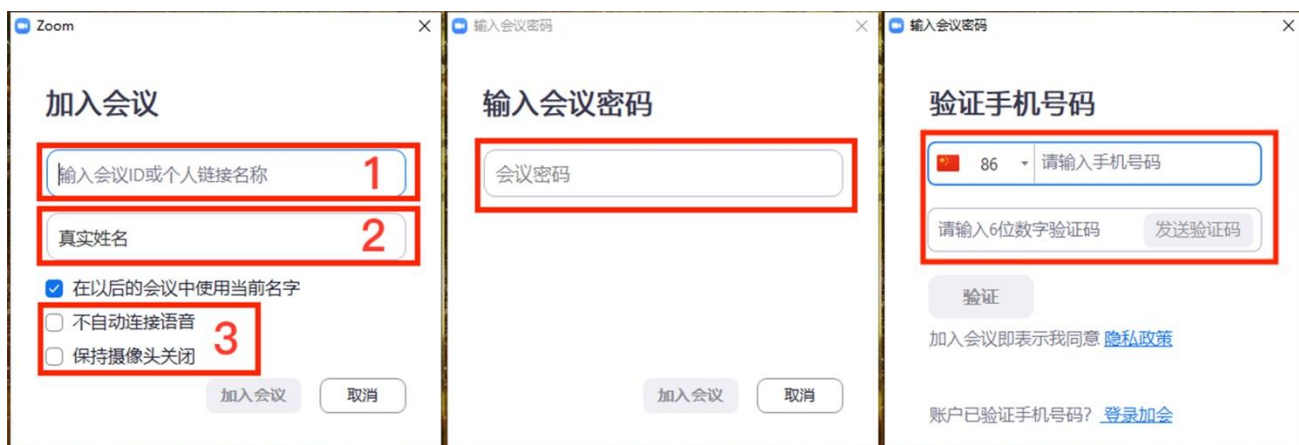 Zoom
加入会议
输入会议ID或个人链接名称
1
真实姓名
2
在以后的会议中使用当前名字
不自动连接语音
3
保持摄像头关闭
加入会议
取消
输入会议密码
输入会议密码
会议密码
加入会议
取消
输入会议密码
验证手机号码
86 请输入手机号码
请输入6位数字验证码 发送验证码
验证
加入会议即表示我同意 隐私政策
账户已验证手机号码? 登录加会